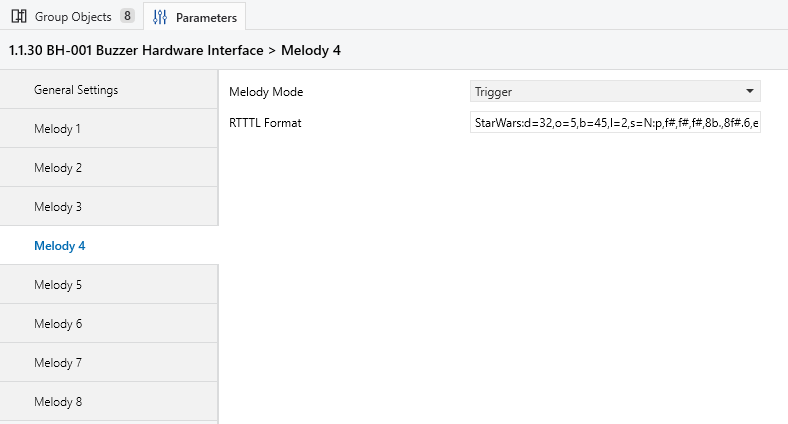 Group Objects 8 Parameters
1.1.30 BH-001 Buzzer Hardware Interface > Melody 4
General Settings
Melody 1
Melody 2
Melody 3
Melody 4
Melody 5
Melody 6
Melody 7
Melody 8
Melody Mode Trigger
RTTTL Format StarWars:d=32,o=5,b=45,l=2,s=N:p,f#,f#,f#,8b.,8f#.6,e